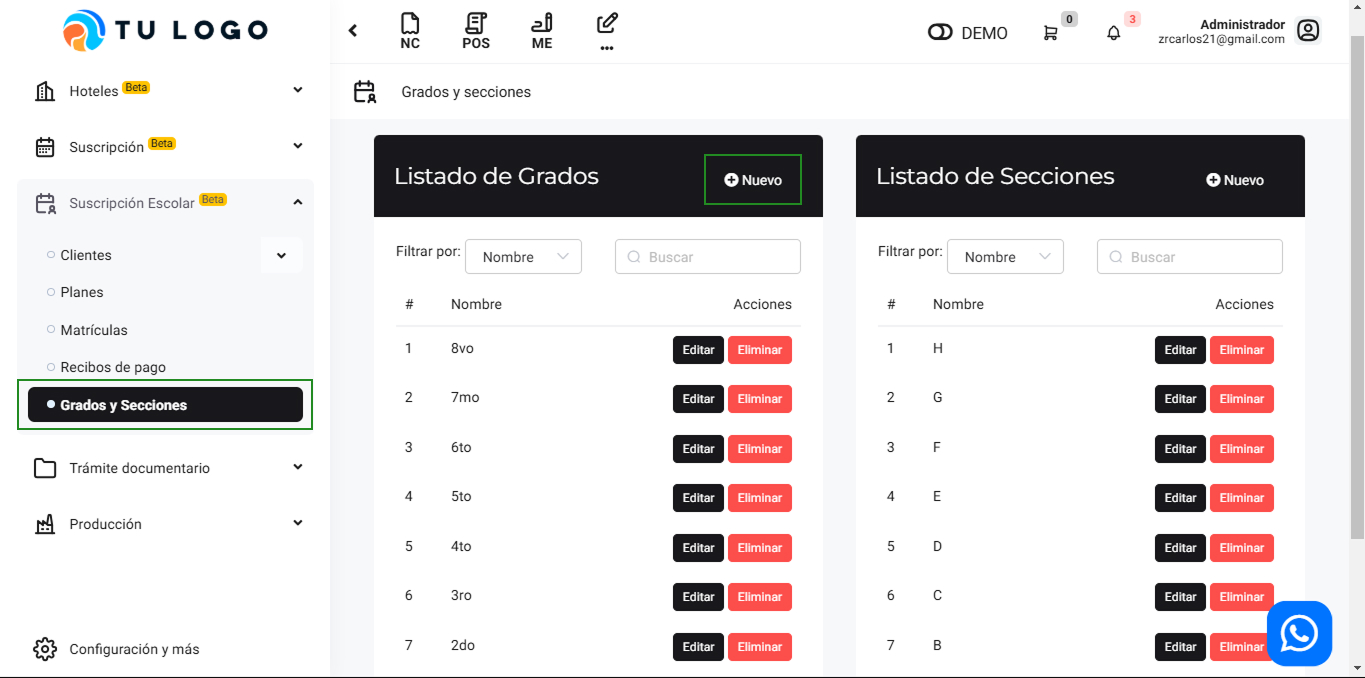 TU LOGO
NC
POS
ME
...
DEMO
0
3
Administrador
zrcarlos21@gmail.com
Hoteles Beta
Suscripción Beta
Suscripción Escolar Beta
Clientes
Planes
Matrículas
Recibos de pago
Grados y Secciones
Trámite documentario
Producción
Configuración y más
Grados y secciones
Listado de Grados
Nuevo
Filtrar por: Nombre Buscar
# Nombre Acciones
1 8vo Editar Eliminar
2 7mo Editar Eliminar
3 6to Editar Eliminar
4 5to Editar Eliminar
5 4to Editar Eliminar
6 3ro Editar Eliminar
7 2do Editar Eliminar
Listado de Secciones
Nuevo
Filtrar por: Nombre Buscar
# Nombre Acciones
1 H Editar Eliminar
2 G Editar Eliminar
3 F Editar Eliminar
4 E Editar Eliminar
5 D Editar Eliminar
6 C Editar Eliminar
7 B Editar Eliminar